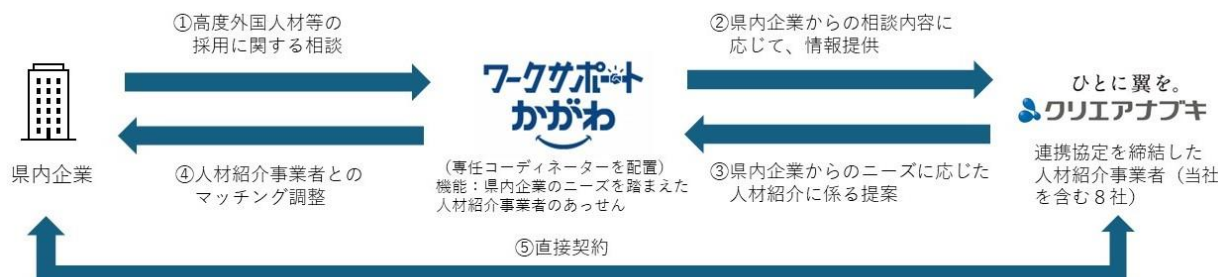 ①高度外国人材等の
採用に関する相談
②県内企業からの相談内容に
応じて、情報提供
県内企業
ワークサポート
かがわ
（専任コーディネーターを配置）
機能：県内企業のニーズを踏まえた
人材紹介事業者のあっせん
ひとに翼を。
クリエアナブキ
連携協定を締結した
人材紹介事業者（当社
を含む８社）
④人材紹介事業者との
マッチング調整
③県内企業からのニーズに応じた
人材紹介に係る提案
⑤直接契約